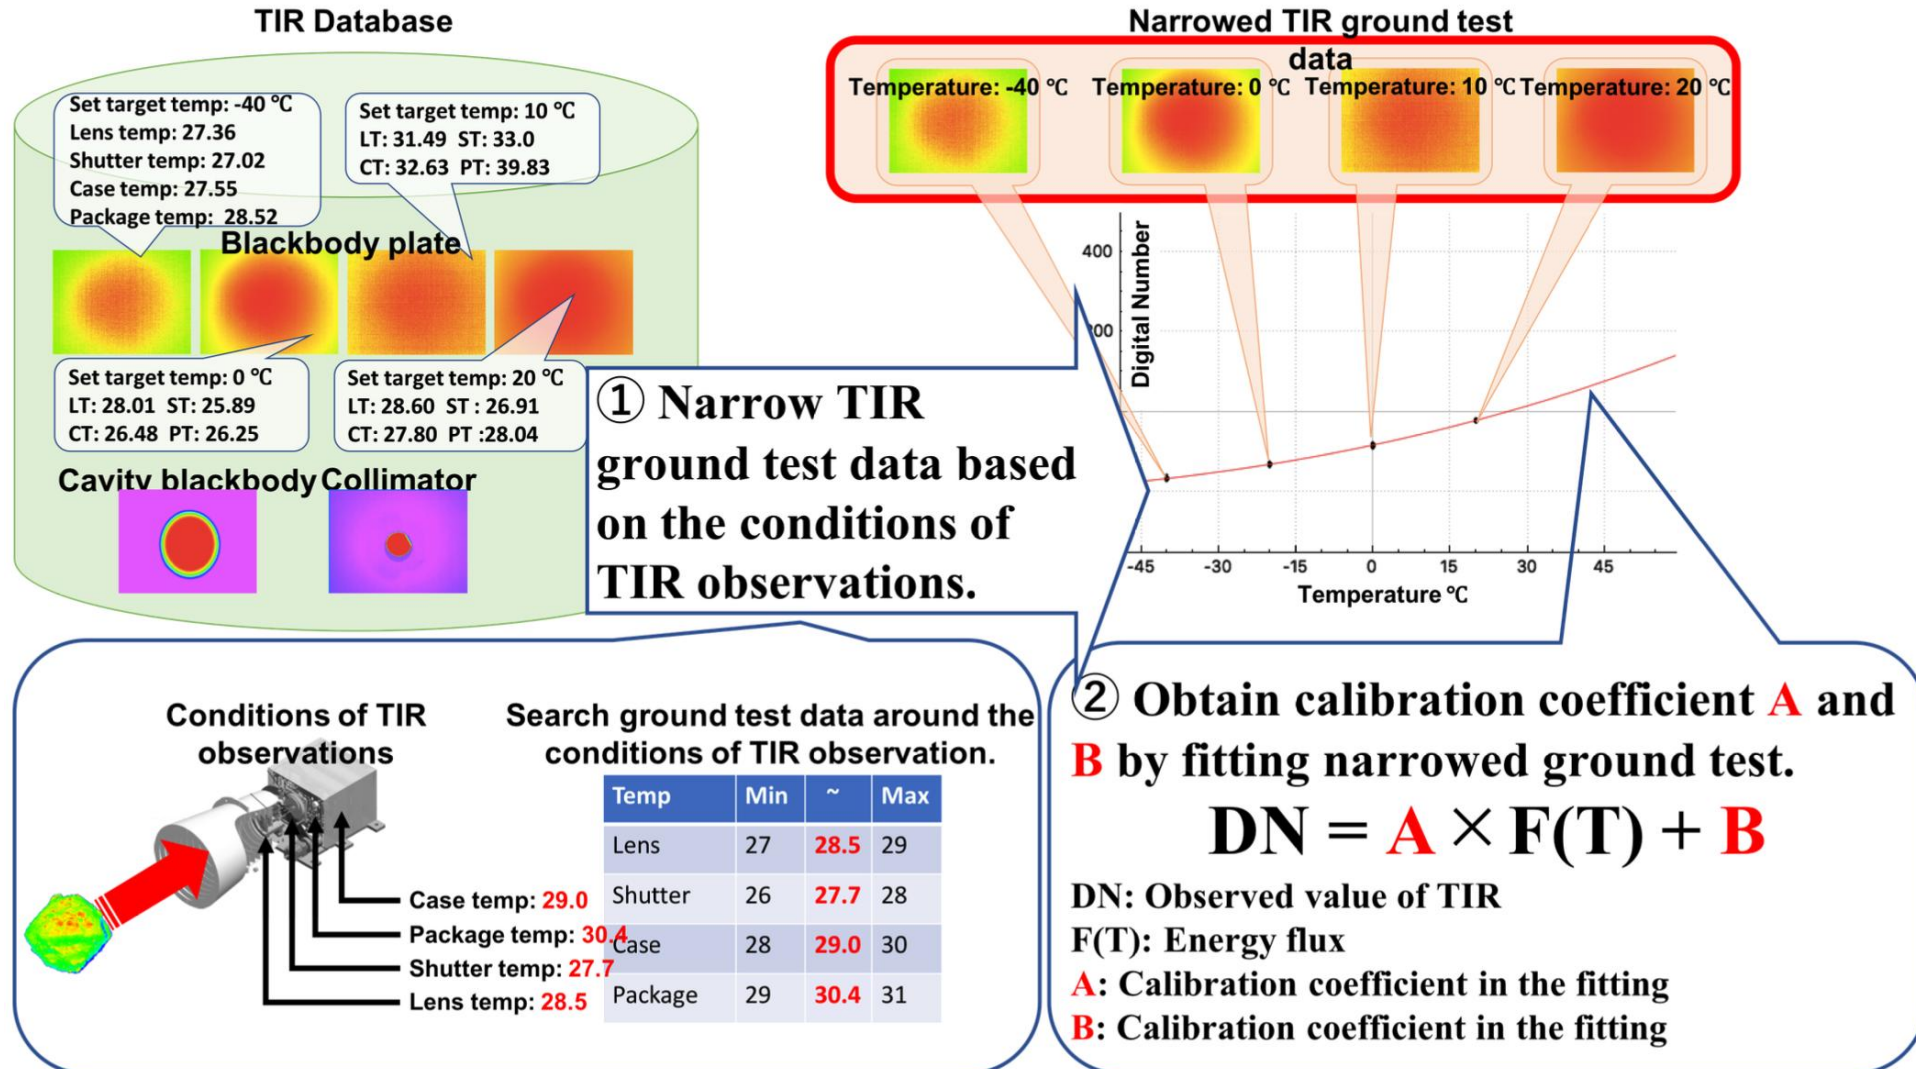 TIR Database
Set target temp: -40 ℃
Lens temp: 27.36
Shutter temp: 27.02
Case temp: 27.55
Package temp: 28.52
Set target temp: 10 ℃
LT: 31.49 ST: 33.0
CT: 32.63 PT: 39.83
Blackbody plate
Set target temp: 0 ℃
LT: 28.01 ST: 25.89
CT: 26.48 PT: 26.25
Set target temp: 20 ℃
LT: 28.60 ST : 26.91
CT: 27.80 PT :28.04
Cavity blackbody
Collimator
Narrowed TIR ground test
data
Temperature: -40 ℃
Temperature: 0 ℃
Temperature: 10 ℃
Temperature: 20 ℃
Digital Number
400
-45
-30
-15
0
15
30
45
Temperature ℃
① Narrow TIR
ground test data based
on the conditions of
TIR observations.
Conditions of TIR
observations
Case temp: 29.0
Package temp: 30.4
Shutter temp: 27.7
Lens temp: 28.5
Search ground test data around the
conditions of TIR observation.
Temp Min ~ Max
Lens 27 28.5 29
Shutter 26 27.7 28
Case 28 29.0 30
Package 29 30.4 31
② Obtain calibration coefficient A and
B by fitting narrowed ground test.
DN = A × F(T) + B
DN: Observed value of TIR
F(T): Energy flux
A: Calibration coefficient in the fitting
B: Calibration coefficient in the fitting